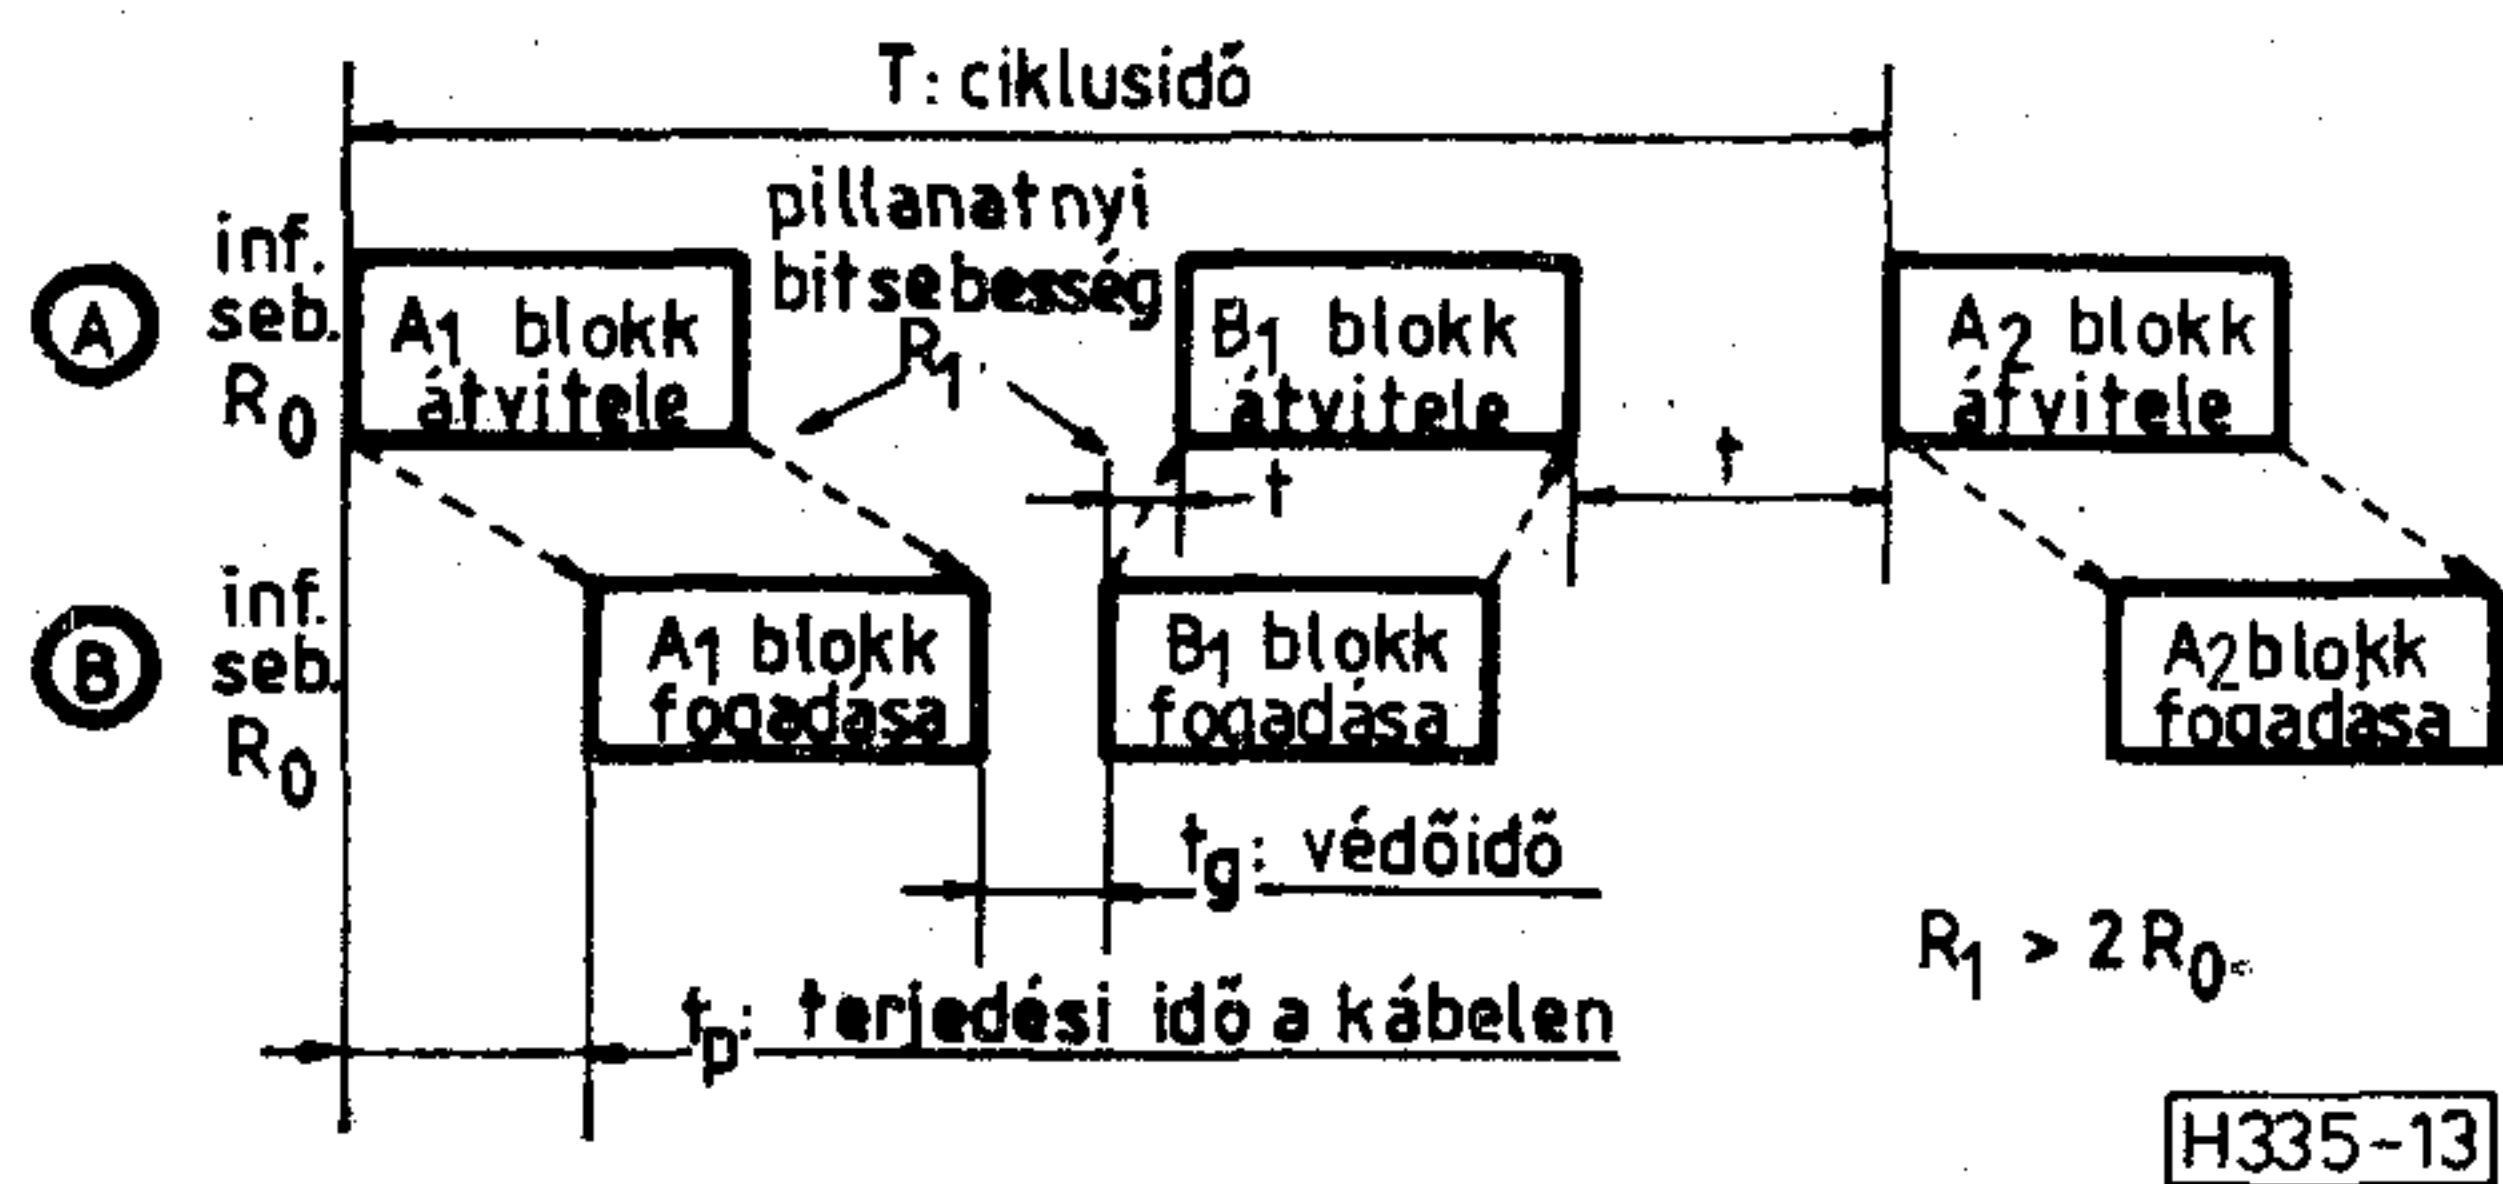 T: ciklusidő
pillanatnyi
bitsebesség
R1
A
inf.
seb.
R0
A1 blokk
átvitele
B1 blokk
átvitele
A2 blokk
átvitele
t
t
B
inf.
seb.
R0
A1 blokk
fogadása
B1 blokk
fogadása
A2 blokk
fogadása
tg: védőidő
R1 > 2 R0
tp: terjedési idő a kábelen
H335-13